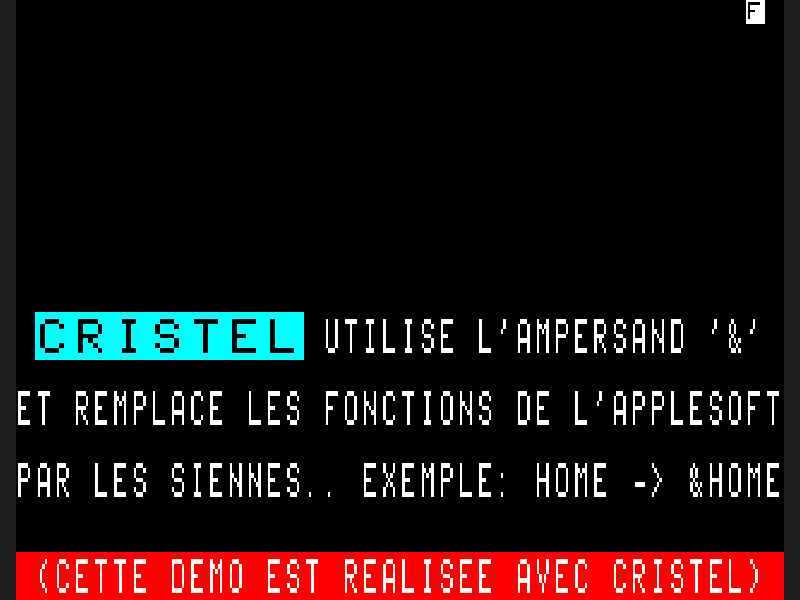 F
CRISTEL UTILISE L'AMPERSAND '&'
ET REMPLACE LES FONCTIONS DE L'APPLESOFT
PAR LES SIENNES.. EXEMPLE: HOME -> &HOME
(CETTE DEMO EST REALISEE AVEC CRISTEL)